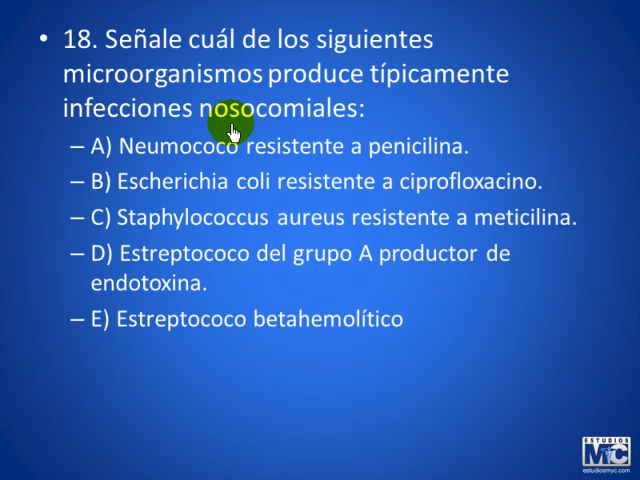 • 18. Señale cuál de los siguientes
microorganismos produce típicamente
infecciones nosocomiales:
– A) Neumococo resistente a penicilina.
– B) Escherichia coli resistente a ciprofloxacino.
– C) Staphylococcus aureus resistente a meticilina.
– D) Estreptococo del grupo A productor de
endotoxina.
– E) Estreptococo betahemolítico
ESTUDIOS
MyC
estudiosmyc.com